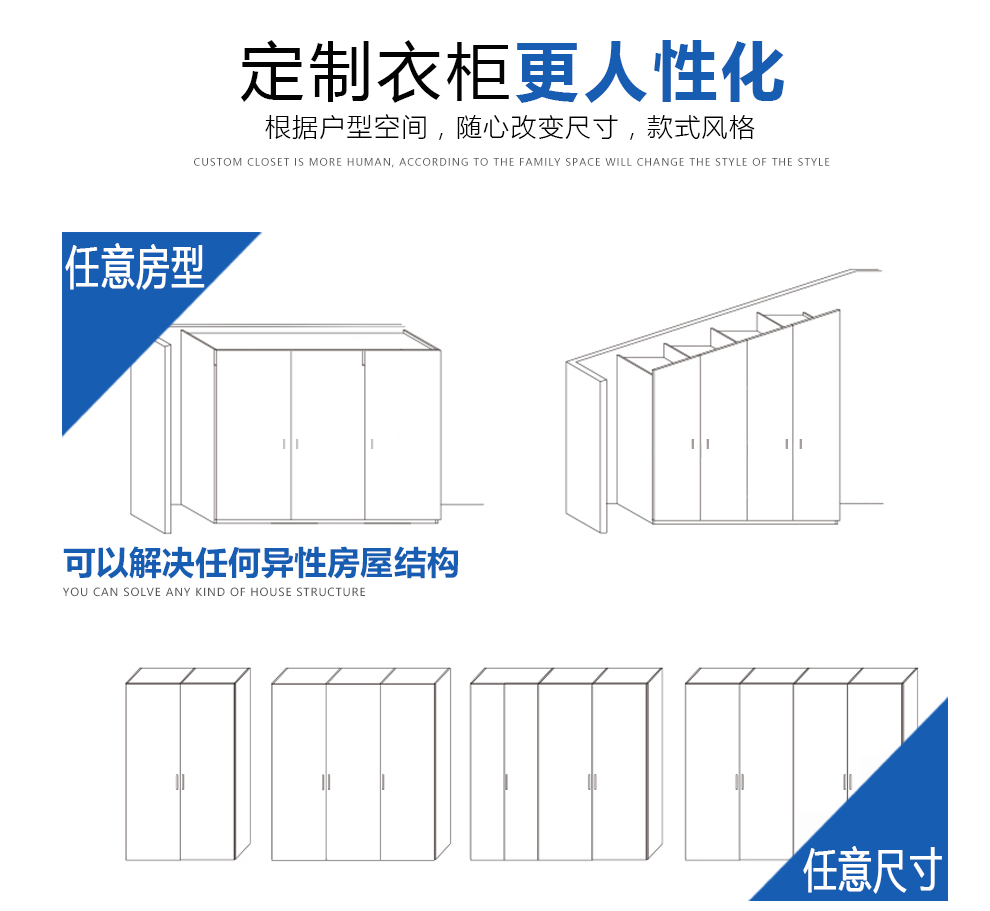 定制衣柜更人性化
根据户型空间，随心改变尺寸，款式风格
CUSTOM CLOSET IS MORE HUMAN, ACCORDING TO THE FAMILY SPACE WILL CHANGE THE STYLE OF THE STYLE
任意房型
可以解决任何异性房屋结构
YOU CAN SOLVE ANY KIND OF HOUSE STRUCTURE
任意尺寸